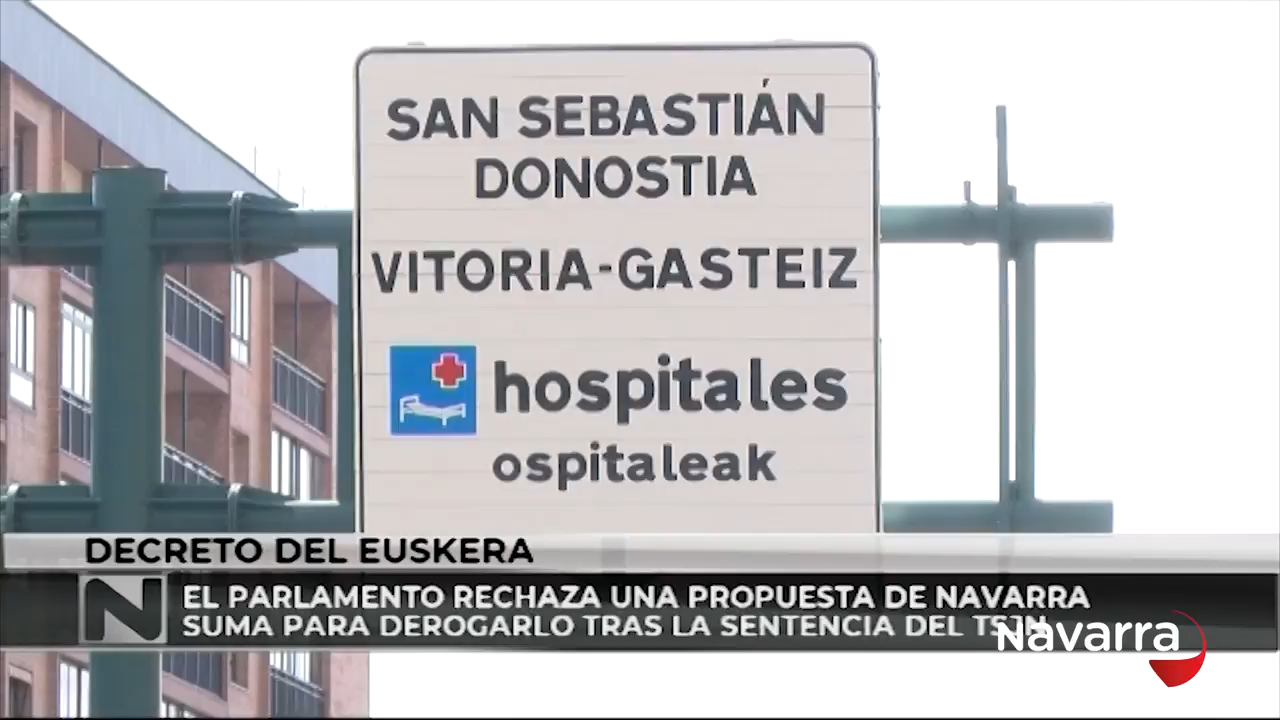 SAN SEBASTIÁN
DONOSTIA
VITORIA-GASTEIZ
hospitales
ospitaleak
DECRETO DEL EUSKERA
N
EL PARLAMENTO RECHAZA UNA PROPUESTA DE NAVARRA
SUMA PARA DEROGARLO TRAS LA SENTENCIA DEL TSJN
Navarra